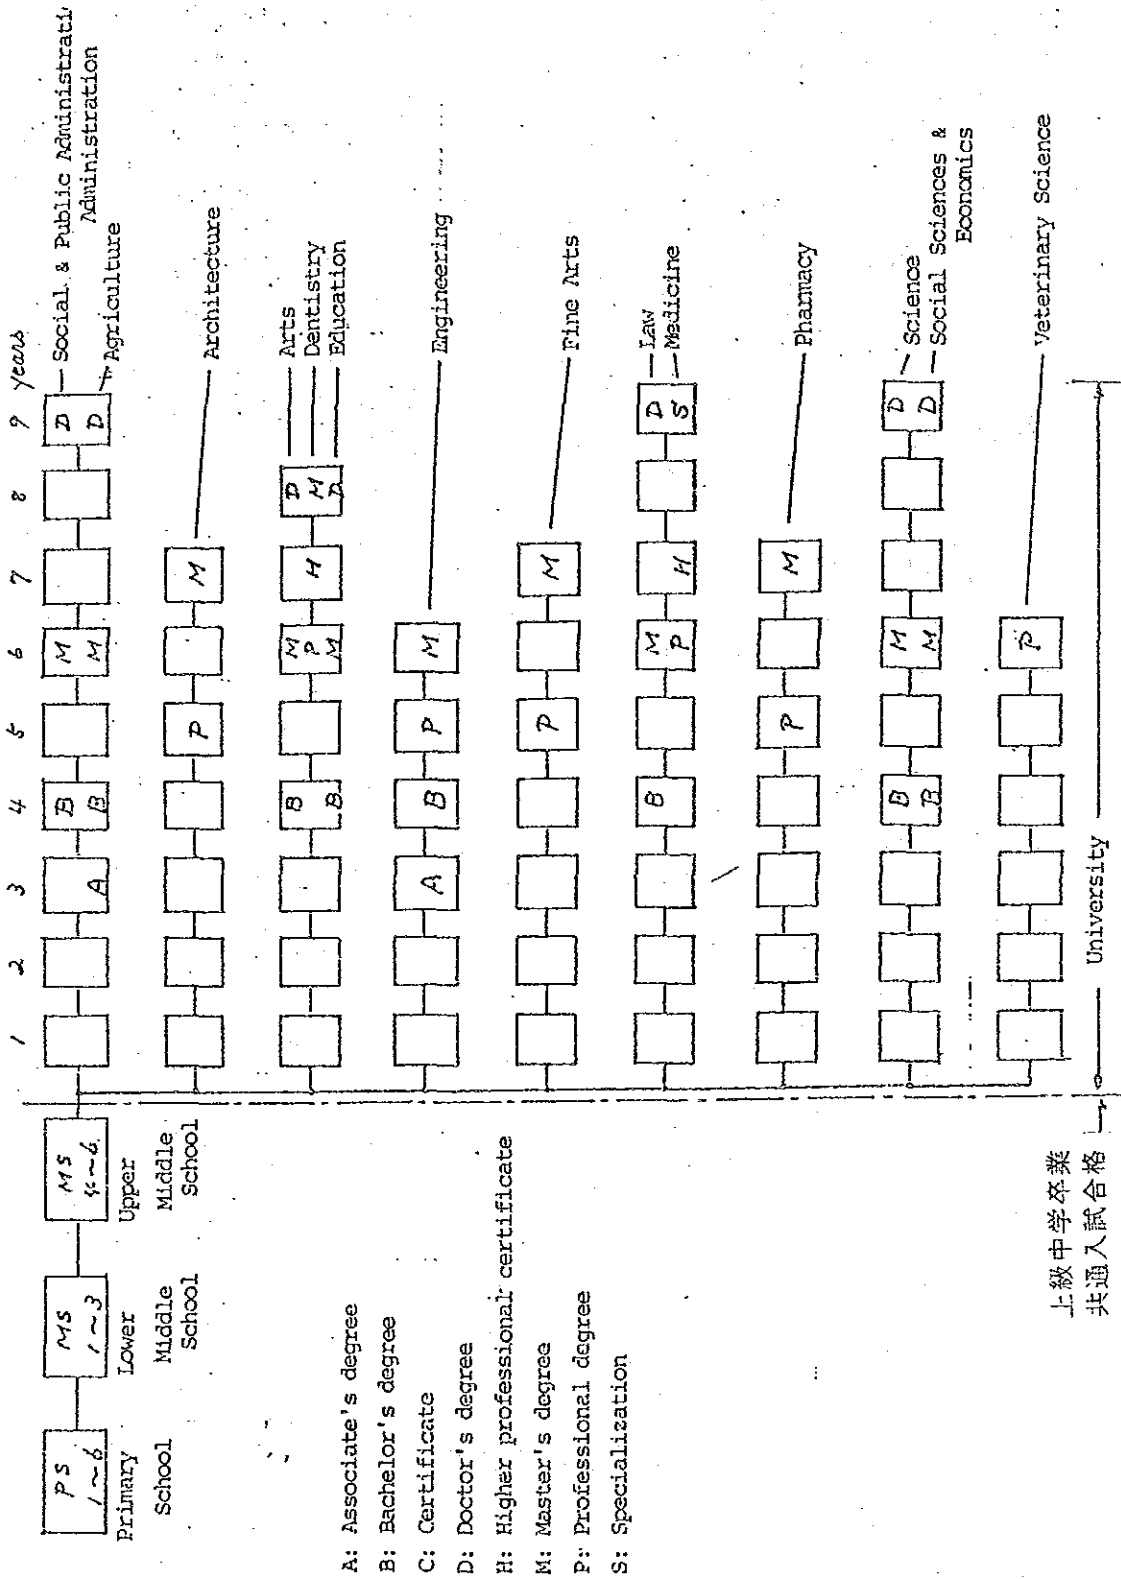 1 2 3 4 5 6 7 8 9 years
PS
1~6
MS
1~3
MS
4~6
Primary
School
Lower
Middle
School
Upper
Middle
School
A
B
B
M
M
D
D
Social & Public Administrati
Administration
Agriculture
P
M
Architecture
B
B
M
P
M
H
D
M
D
Arts
Dentistry
Education
A
B
P
M
Engineering
P
M
Fine Arts
B
M
P
H
D
S
Law
Medicine
P
M
Pharmacy
B
B
M
M
D
D
Science
Social Sciences &
Economics
P
Veterinary Science
A: Associate's degree
B: Bachelor's degree
C: Certificate
D: Doctor's degree
H: Higher professional certificate
M: Master's degree
P: Professional degree
S: Specialization
上級中学卒業
共通入試合格
University